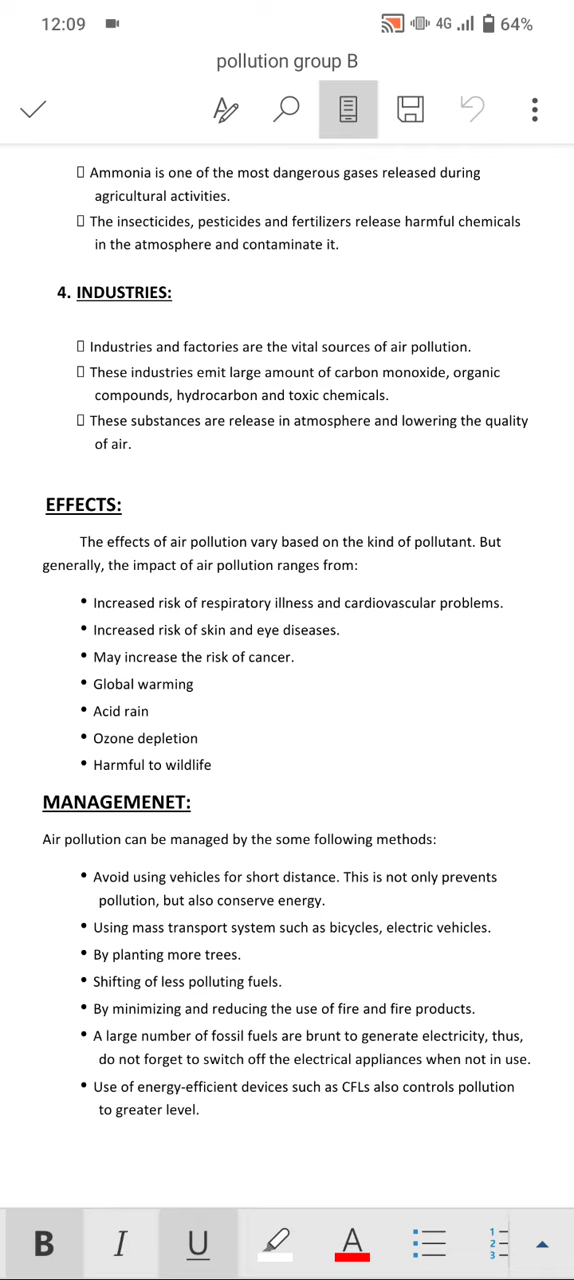 12:09 4G 64%
pollution group B
Ammonia is one of the most dangerous gases released during
agricultural activities.
The insecticides, pesticides and fertilizers release harmful chemicals
in the atmosphere and contaminate it.
4. INDUSTRIES:
Industries and factories are the vital sources of air pollution.
These industries emit large amount of carbon monoxide, organic
compounds, hydrocarbon and toxic chemicals.
These substances are release in atmosphere and lowering the quality
of air.
EFFECTS:
The effects of air pollution vary based on the kind of pollutant. But
generally, the impact of air pollution ranges from:
• Increased risk of respiratory illness and cardiovascular problems.
• Increased risk of skin and eye diseases.
• May increase the risk of cancer.
• Global warming
• Acid rain
• Ozone depletion
• Harmful to wildlife
MANAGEMENET:
Air pollution can be managed by the some following methods:
• Avoid using vehicles for short distance. This is not only prevents
pollution, but also conserve energy.
• Using mass transport system such as bicycles, electric vehicles.
• By planting more trees.
• Shifting of less polluting fuels.
• By minimizing and reducing the use of fire and fire products.
• A large number of fossil fuels are brunt to generate electricity, thus,
do not forget to switch off the electrical appliances when not in use.
• Use of energy-efficient devices such as CFLs also controls pollution
to greater level.
B I U A 1 2 3